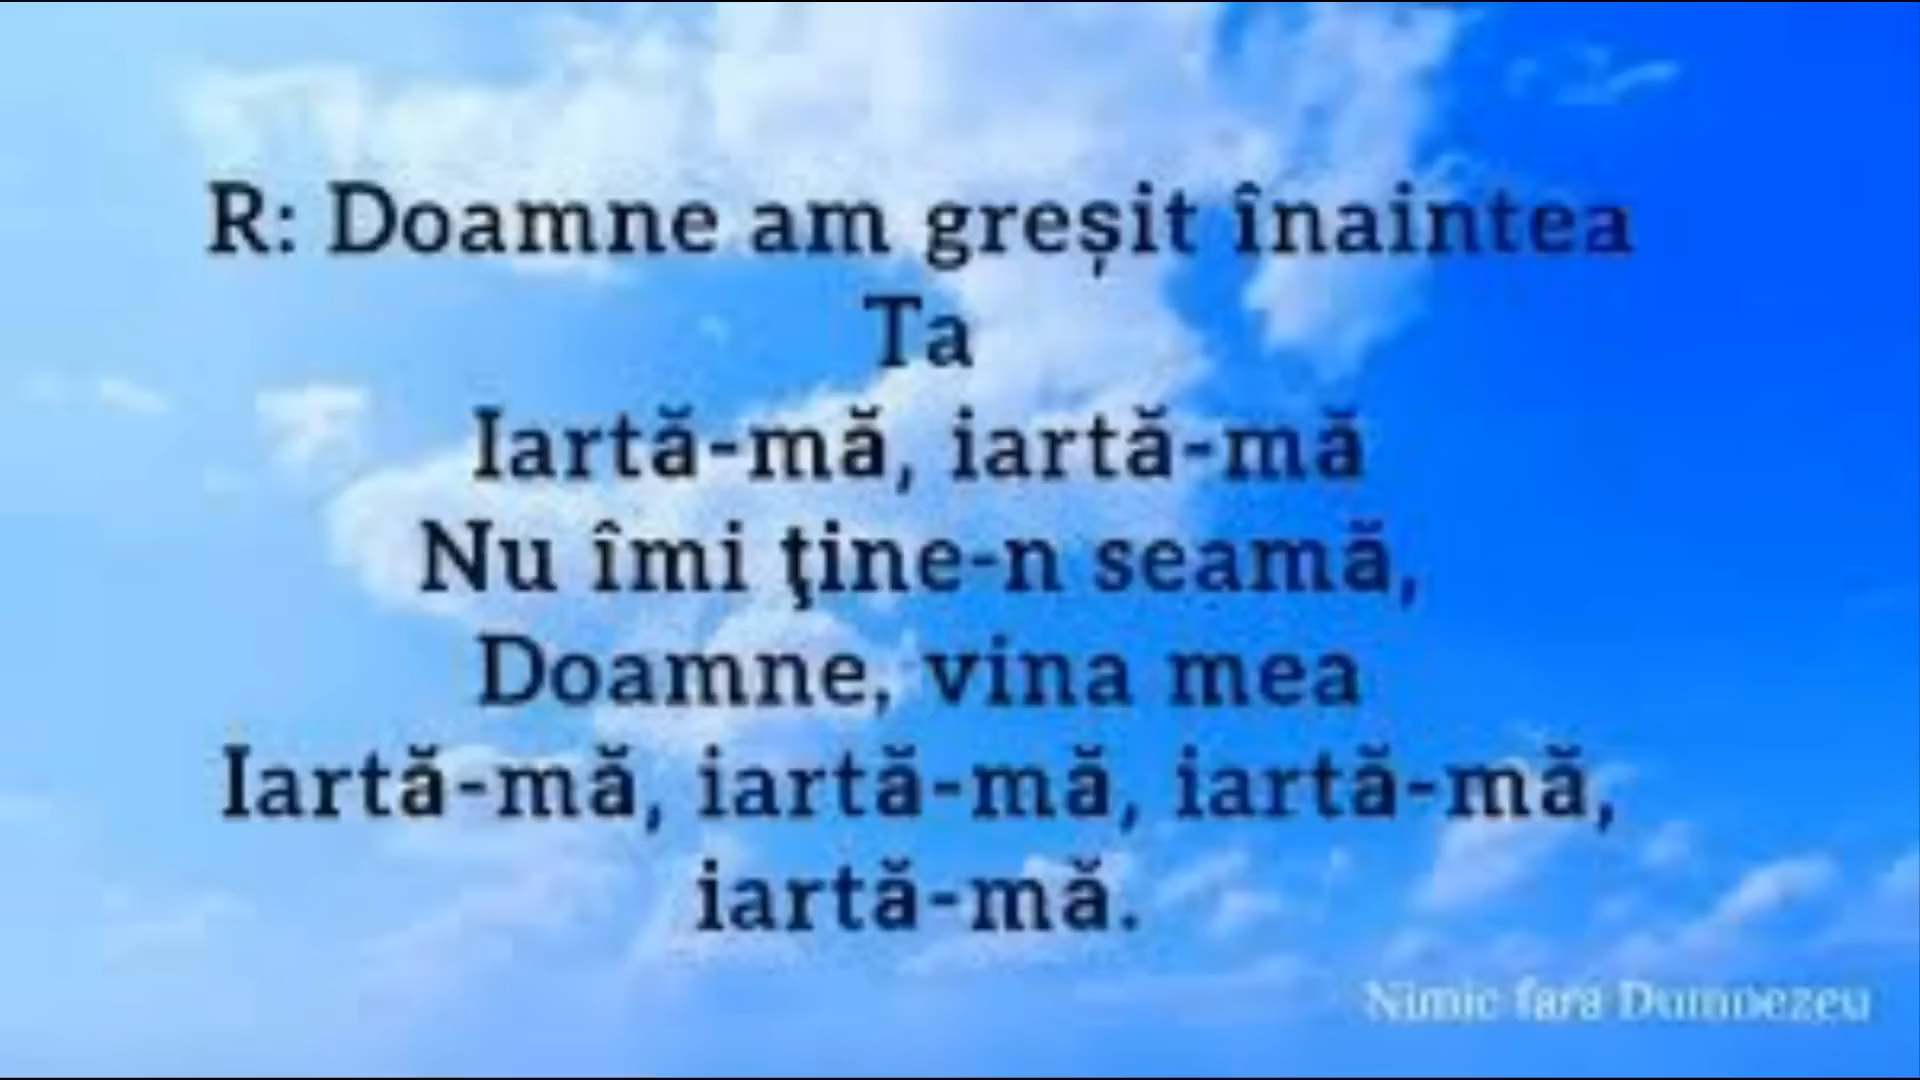 R: Doamne am greșit înaintea
Ta
Iartă-mă, iartă-mă
Nu îmi ţine-n seamă,
Doamne, vina mea
Iartă-mă, iartă-mă, iartă-mă,
iartă-mă.
Nimic fara Dumnezeu